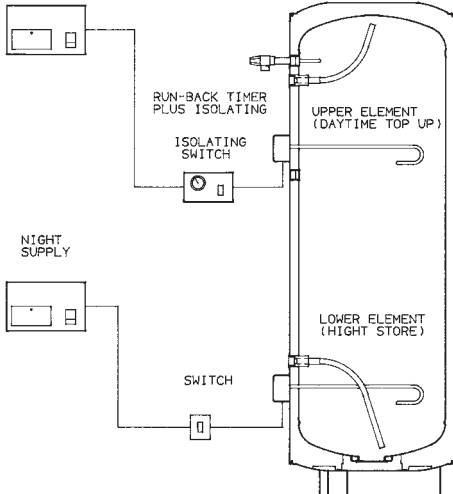 RUN-BACK TIMER
PLUS ISOLATING
ISOLATING
SWITCH
UPPER ELEMENT
(DAYTIME TOP UP)
NIGHT
SUPPLY
LOWER ELEMENT
(HIGHT STORE)
SWITCH